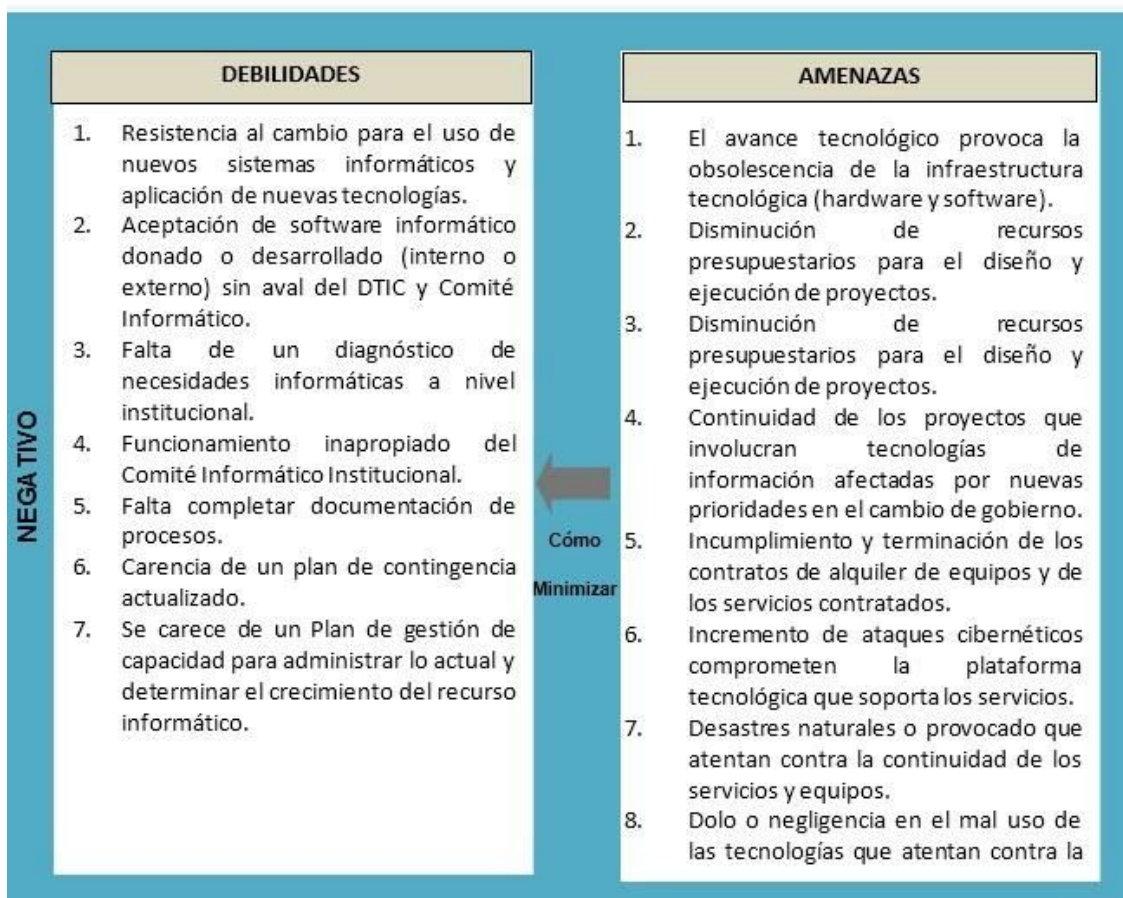 DEBILIDADES
1. Resistencia al cambio para el uso de
nuevos sistemas informáticos y
aplicación de nuevas tecnologías.
2. Aceptación de software informático
donado o desarrollado (interno o
externo) sin aval del DTIC y Comité
Informático.
3. Falta de un diagnóstico de
necesidades informáticas a nivel
institucional.
4. Funcionamiento inapropiado del
Comité Informático Institucional.
5. Falta completar documentación de
procesos.
6. Carencia de un plan de contingencia
actualizado.
7. Se carece de un Plan de gestión de
capacidad para administrar lo actual y
determinar el crecimiento del recurso
informático.
NEGATIVO
Cómo
Minimizar
AMENAZAS
1. El avance tecnológico provoca la
obsolescencia de la infraestructura
tecnológica (hardware y software).
2. Disminución de recursos
presupuestarios para el diseño y
ejecución de proyectos.
3. Disminución de recursos
presupuestarios para el diseño y
ejecución de proyectos.
4. Continuidad de los proyectos que
involucran tecnologías de
información afectadas por nuevas
prioridades en el cambio de gobierno.
5. Incumplimiento y terminación de los
contratos de alquiler de equipos y de
los servicios contratados.
6. Incremento de ataques cibernéticos
comprometen la plataforma
tecnológica que soporta los servicios.
7. Desastres naturales o provocado que
atentan contra la continuidad de los
servicios y equipos.
8. Dolo o negligencia en el mal uso de
las tecnologías que atentan contra la